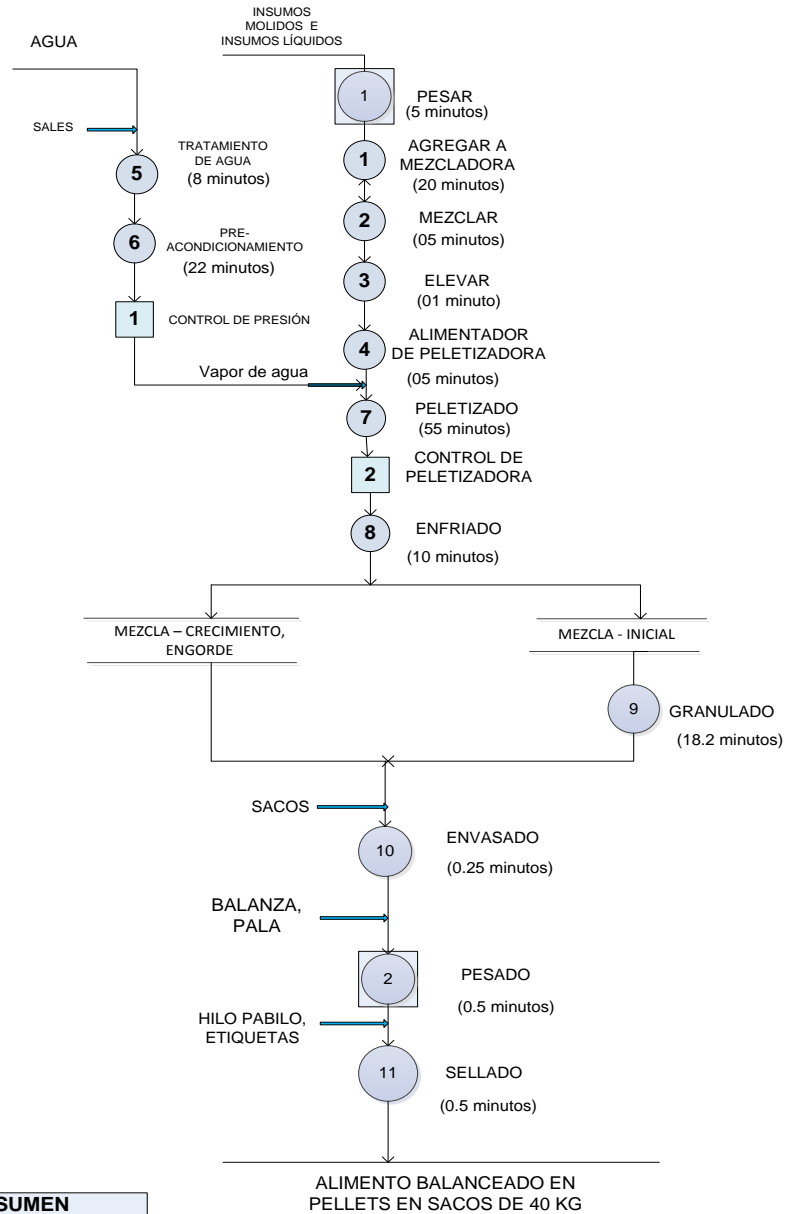 AGUA
SALES
TRATAMIENTO
DE AGUA
5
(8 minutos)
6
PRE-
ACONDICIONAMIENTO
(22 minutos)
1
CONTROL DE PRESIÓN
Vapor de agua
INSUMOS
MOLIDOS E
INSUMOS LÍQUIDOS
1
PESAR
(5 minutos)
1
AGREGAR A
MEZCLADORA
(20 minutos)
2
MEZCLAR
(05 minutos)
3
ELEVAR
(01 minuto)
4
ALIMENTADOR
DE PELETIZADORA
(05 minutos)
7
PELETIZADO
(55 minutos)
2
CONTROL DE
PELETIZADORA
8
ENFRIADO
(10 minutos)
MEZCLA – CRECIMIENTO,
ENGORDE
MEZCLA - INICIAL
9
GRANULADO
(18.2 minutos)
SACOS
10
ENVASADO
(0.25 minutos)
BALANZA,
PALA
2
PESADO
(0.5 minutos)
HILO PABILO,
ETIQUETAS
11
SELLADO
(0.5 minutos)
ALIMENTO BALANCEADO EN
PELLETS EN SACOS DE 40 KG
SUMEN